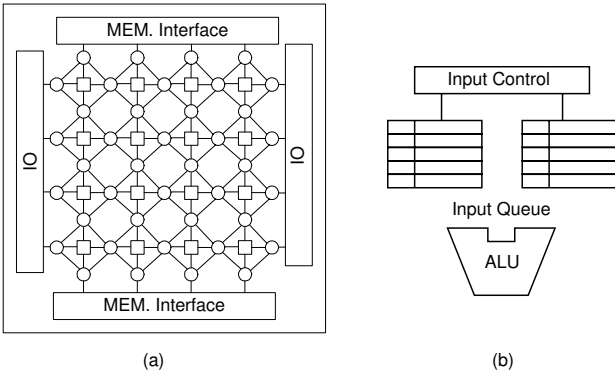 MEM. Interface
IO
IO
MEM. Interface
(a)
Input Control
Input Queue
ALU
(b)